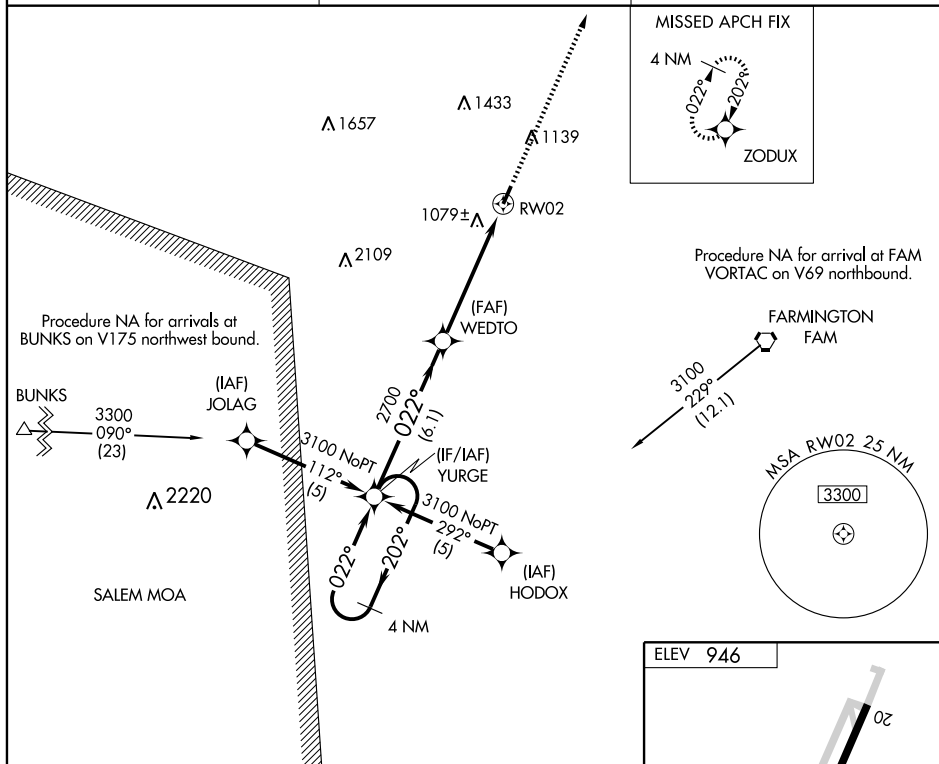 MISSED APCH FIX
4 NM
022°
202°
ZODUX
1433
1657
1139
RW02
1079±
2109
Procedure NA for arrival at FAM
VORTAC on V69 northbound.
(FAF)
WEDTO
FARMINGTON
FAM
Procedure NA for arrivals at
BUNKS on V175 northwest bound.
3100
229°
(12.1)
BUNKS
3300
090°
(23)
(IAF)
JOLAG
2700
022°
(6.1)
3100 NoPT
112°
(5)
(IF/IAF)
YURGE
MSA RW02 25 NM
3300
2220
3100 NoPT
292°
(5)
022°
202°
(IAF)
HODOX
SALEM MOA
4 NM
ELEV 946
20